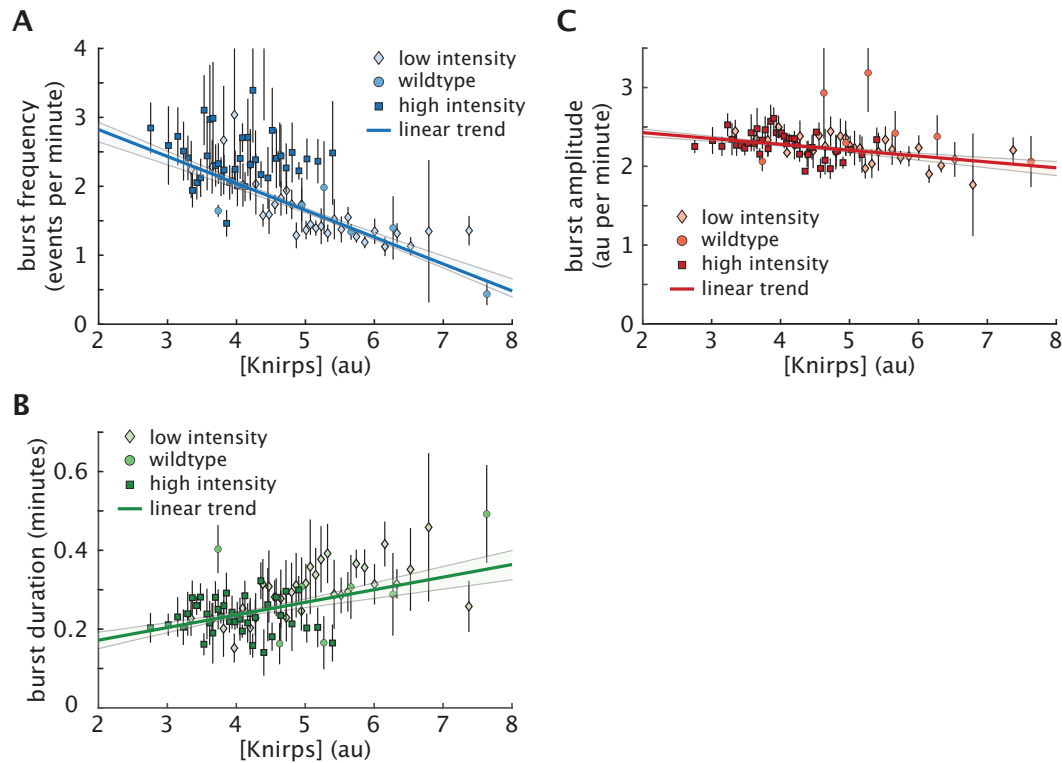 A
burst frequency
(events per minute)
4
3
2
1
0
low intensity
wildtype
high intensity
linear trend
2 3 4 5 6 7 8
[Knirps] (au)
C
burst amplitude
(au per minute)
3
2
1
0
low intensity
wildtype
high intensity
linear trend
2 3 4 5 6 7 8
[Knirps] (au)
B
burst duration (minutes)
0.6
0.4
0.2
0
low intensity
wildtype
high intensity
linear trend
2 3 4 5 6 7 8
[Knirps] (au)